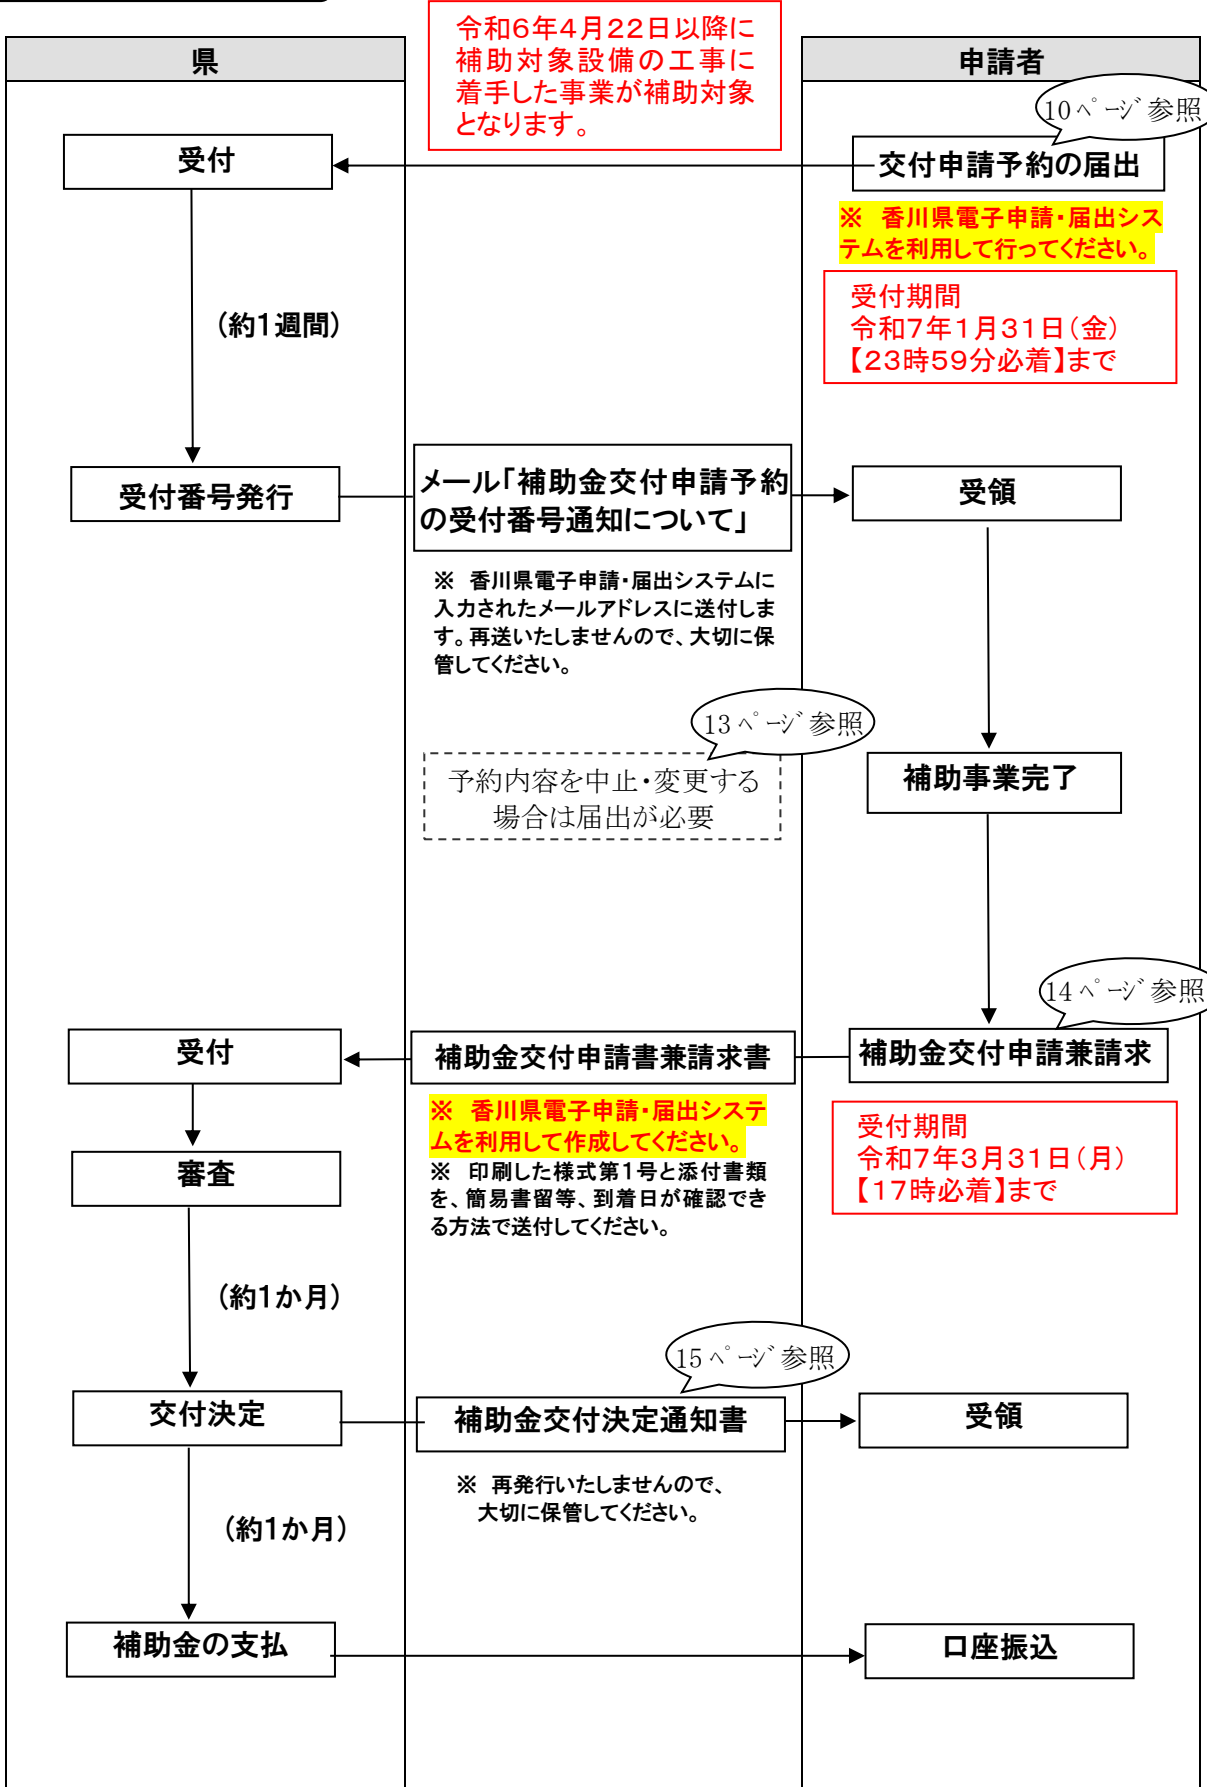 令和6年4月22日以降に
補助対象設備の工事に
着手した事業が補助対象
となります。
県
申請者
10ページ参照
受付
交付申請予約の届出
※ 香川県電子申請・届出シス
テムを利用して行ってください。
受付期間
令和7年1月31日(金)
【23時59分必着】まで
(約1週間)
受付番号発行
メール「補助金交付申請予約
の受付番号通知について」
受領
※ 香川県電子申請・届出システムに
入力されたメールアドレスに送付しま
す。再送いたしませんので、大切に保
管してください。
13ページ参照
予約内容を中止・変更する
場合は届出が必要
補助事業完了
14ページ参照
受付
補助金交付申請書兼請求書
補助金交付申請兼請求
※ 香川県電子申請・届出システ
ムを利用して作成してください。
※ 印刷した様式第1号と添付書類
を、簡易書留等、到着日が確認でき
る方法で送付してください。
受付期間
令和7年3月31日(月)
【17時必着】まで
審査
(約1か月)
15ページ参照
交付決定
補助金交付決定通知書
受領
※ 再発行いたしませんので、
大切に保管してください。
(約1か月)
補助金の支払
口座振込